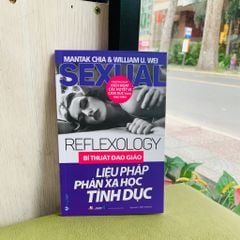 MANTAK CHIA & WILLIAM U. WEI
SEXUAL
REFLEXOLOGY
BÍ THUẬT ĐẠO GIÁO
LIỆU PHÁP
PHẢN XẠ HỌC
TÌNH DỤC